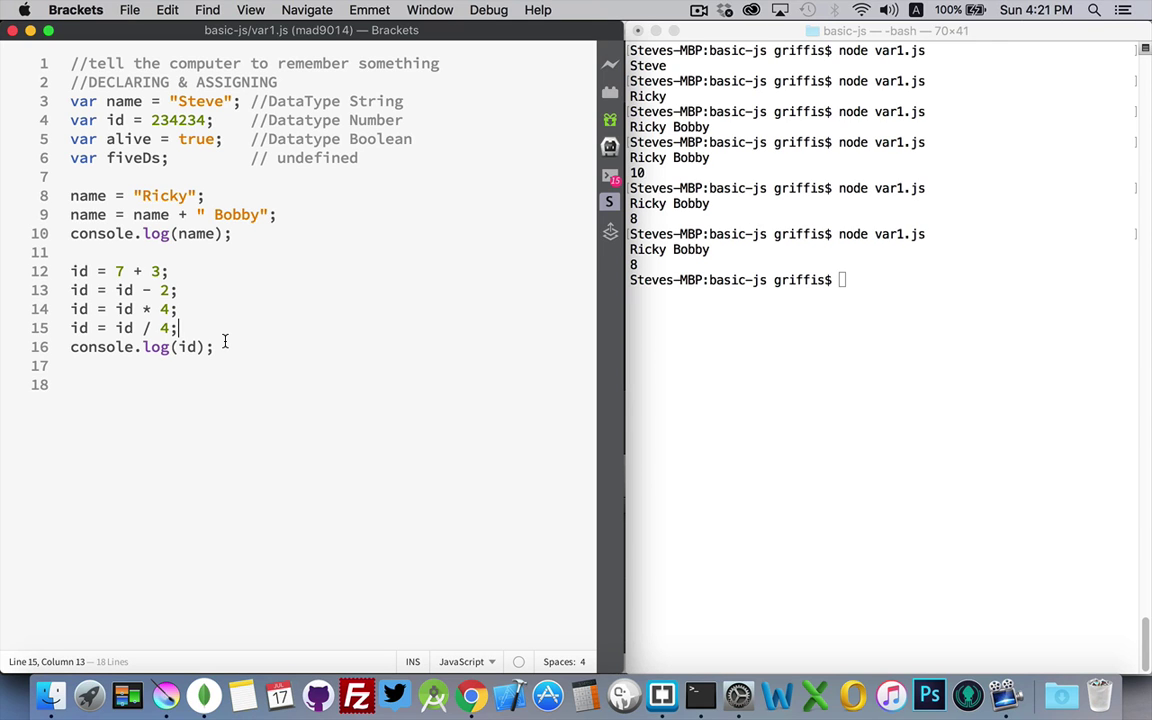 Brackets File Edit Find View Navigate Emmet Window Debug Help 100% Sun 4:21 PM
basic-js/var1.js (mad9014) — Brackets
1 //tell the computer to remember something
2 //DECLARING & ASSIGNING
3 var name = "Steve"; //DataType String
4 var id = 234234; //Datatype Number
5 var alive = true; //Datatype Boolean
6 var fiveDs; // undefined
7
8 name = "Ricky";
9 name = name + " Bobby";
10 console.log(name);
11
12 id = 7 + 3;
13 id = id - 2;
14 id = id * 4;
15 id = id / 4;
16 console.log(id);
17
18
15
S
Line 15, Column 13 — 18 Lines
INS
JavaScript
Spaces: 4
basic-js — -bash — 70×41
[Steves-MBP:basic-js griffis$ node var1.js ]
Steve
[Steves-MBP:basic-js griffis$ node var1.js ]
Ricky
[Steves-MBP:basic-js griffis$ node var1.js ]
Ricky Bobby
[Steves-MBP:basic-js griffis$ node var1.js ]
Ricky Bobby
10
[Steves-MBP:basic-js griffis$ node var1.js ]
Ricky Bobby
8
[Steves-MBP:basic-js griffis$ node var1.js ]
Ricky Bobby
8
Steves-MBP:basic-js griffis$
JUL
17
Fz
Ps